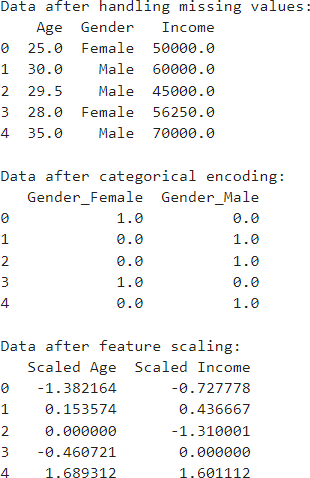 Data after handling missing values:
    Age  Gender   Income
0  25.0  Female  50000.0
1  30.0    Male  60000.0
2  29.5    Male  45000.0
3  28.0  Female  56250.0
4  35.0    Male  70000.0

Data after categorical encoding:
   Gender_Female  Gender_Male
0            1.0          0.0
1            0.0          1.0
2            0.0          1.0
3            1.0          0.0
4            0.0          1.0

Data after feature scaling:
   Scaled Age  Scaled Income
0   -1.382164      -0.727778
1    0.153574       0.436667
2    0.000000      -1.310001
3   -0.460721       0.000000
4    1.689312       1.601112